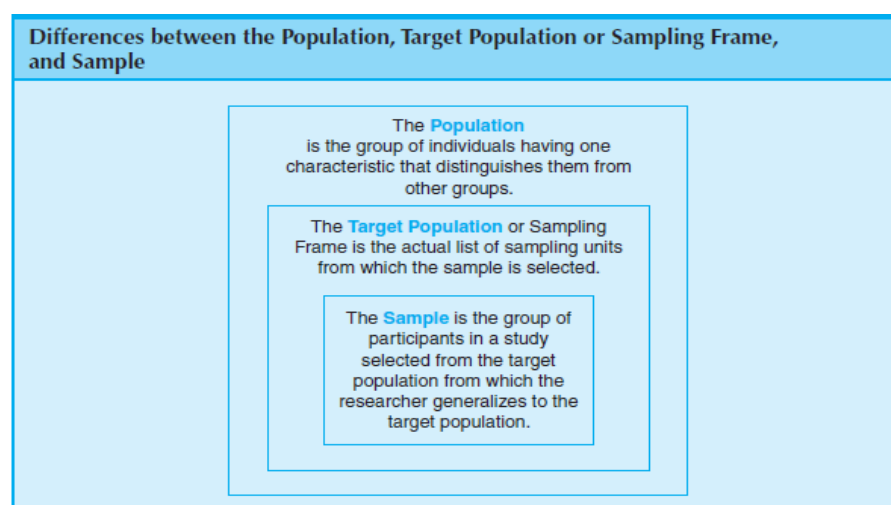 Differences between the Population, Target Population or Sampling Frame,
and Sample
The Population
is the group of individuals having one
characteristic that distinguishes them from
other groups.
The Target Population or Sampling
Frame is the actual list of sampling units
from which the sample is selected.
The Sample is the group of
participants in a study
selected from the target
population from which the
researcher generalizes to the
target population.